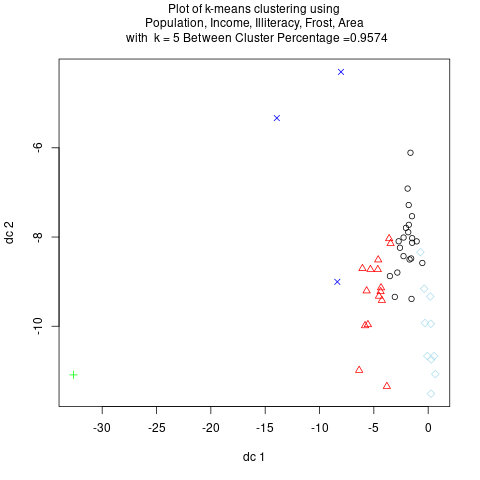 Plot of k-means clustering using
Population, Income, Illiteracy, Frost, Area
with k = 5 Between Cluster Percentage =0.9574
dc 2
-6
-8
-10
-30
-25
-20
-15
-10
-5
0
dc 1